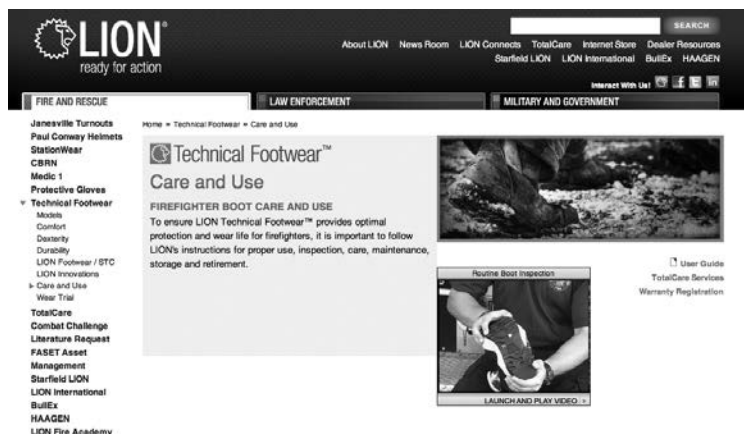 LION®
ready for action
SEARCH
About LION News Room LION Connects TotalCare Internet Store Dealer Resources
Starfield LION LION International BullEx HAAGEN
Interact With Us!
FIRE AND RESCUE
LAW ENFORCEMENT
MILITARY AND GOVERNMENT
Janesville Turnouts
Paul Conway Helmets
StationWear
CBRN
Medic 1
Protective Gloves
Technical Footwear
Models
Comfort
Dexterity
Durability
LION Footwear / STC
LION Innovations
Care and Use
Wear Trial
TotalCare
Combat Challenge
Literature Request
FASET Asset
Management
Starfield LION
LION International
BullEx
HAAGEN
LION Fire Academy
Home » Technical Footwear » Care and Use
Technical Footwear™
Care and Use
FIREFIGHTER BOOT CARE AND USE
To ensure LION Technical Footwear™ provides optimal
protection and wear life for firefighters, it is important to follow
LION's instructions for proper use, inspection, care, maintenance,
storage and retirement.
Routine Boot Inspection
LAUNCH AND PLAY VIDEO
User Guide
TotalCare Services
Warranty Registration